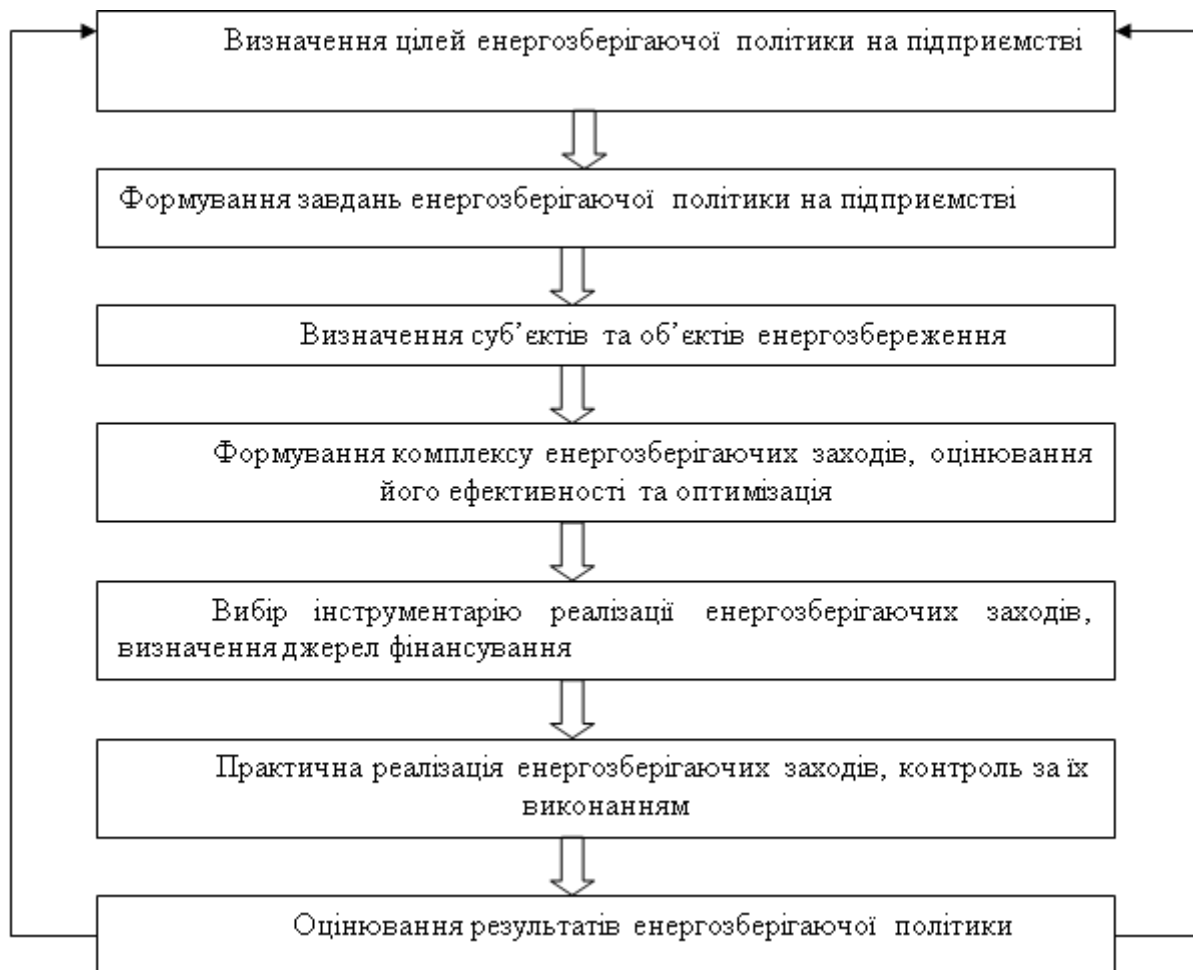 Визначення цілей енергозберігаючої політики на підприємстві
Формування завдань енергозберігаючої політики на підприємстві
Визначення суб’єктів та об’єктів енергозбереження
Формування комплексу енергозберігаючих заходів, оцінювання
його ефективності та оптимізація
Вибір інструментарію реалізації енергозберігаючих заходів,
визначення джерел фінансування
Практична реалізація енергозберігаючих заходів, контроль за їх
виконанням
Оцінювання результатів енергозберігаючої політики